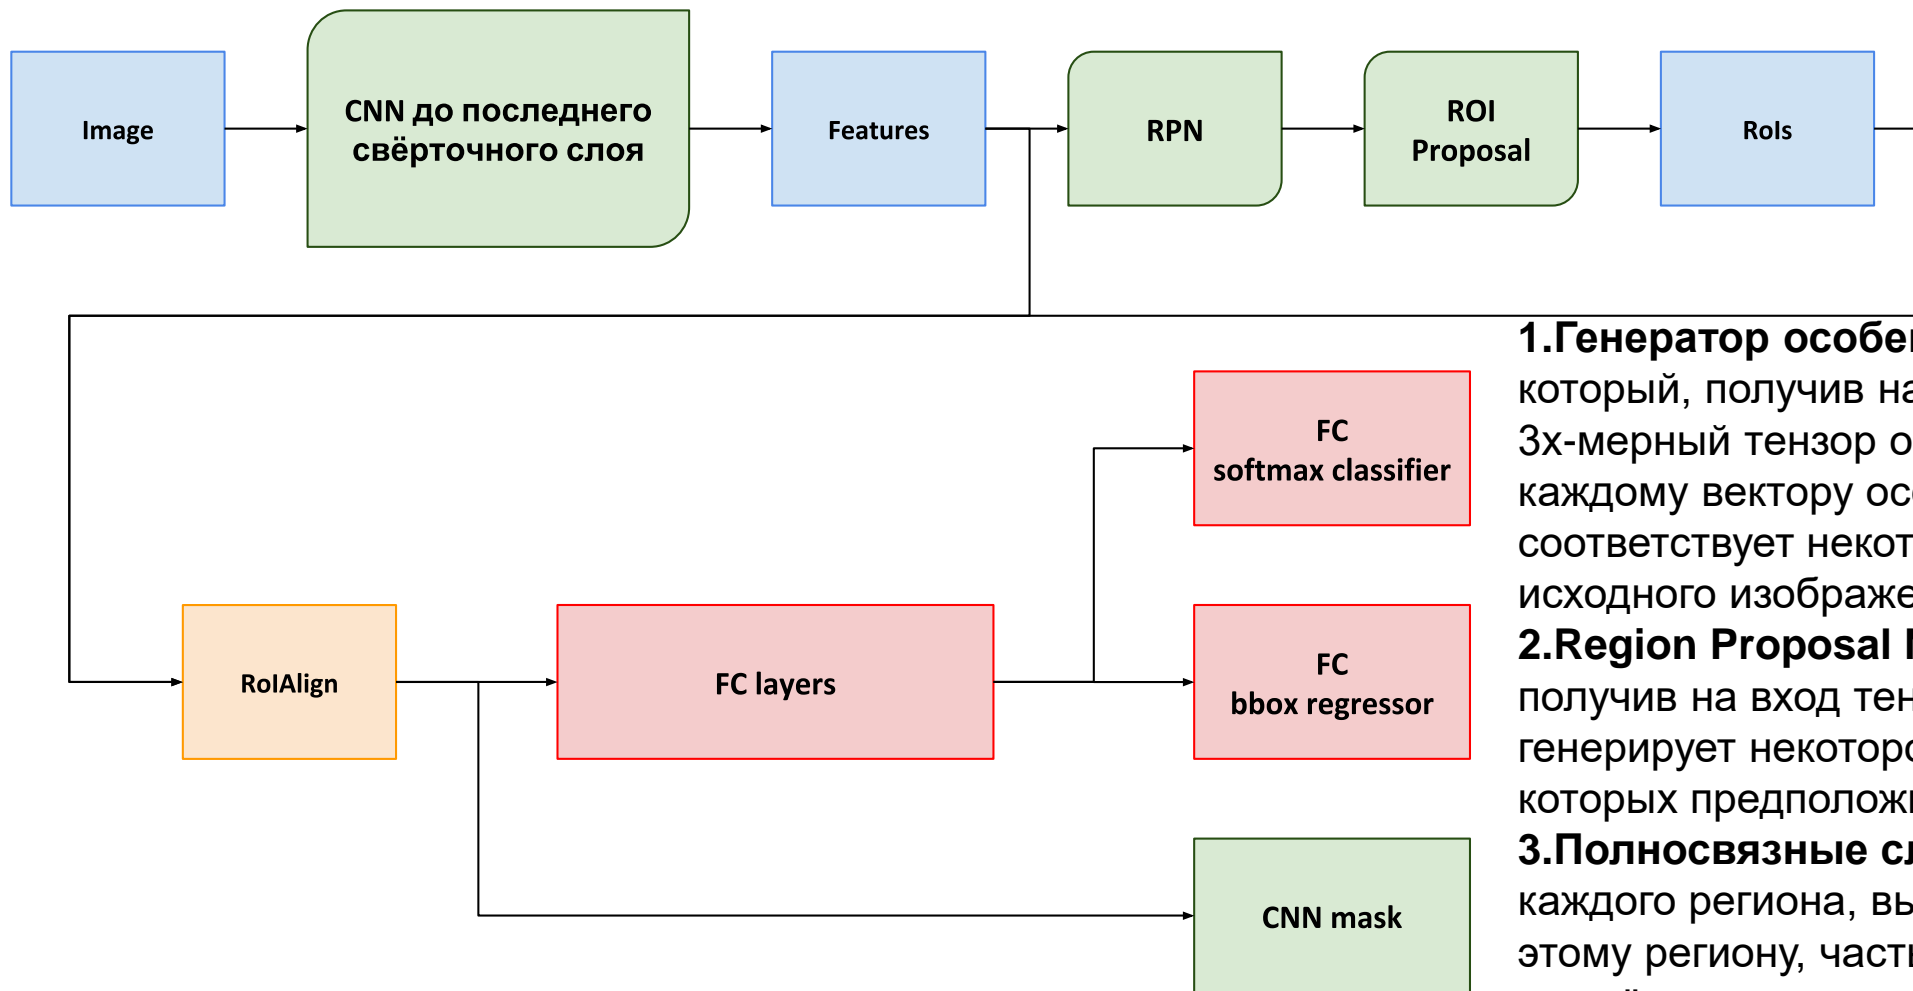 Image
CNN до последнего
свёрточного слоя
Features
RPN
ROI
Proposal
RoIs
FC
softmax classifier
RoIAlign
FC layers
FC
bbox regressor
CNN mask
1.Генератор
который, получив
3х-мерный тензор
каждому вектору
соответствует
исходного
2.Region Proposal
получив на вход
генерирует
которых
3.Полносвязные
каждого региона,
этому региону,